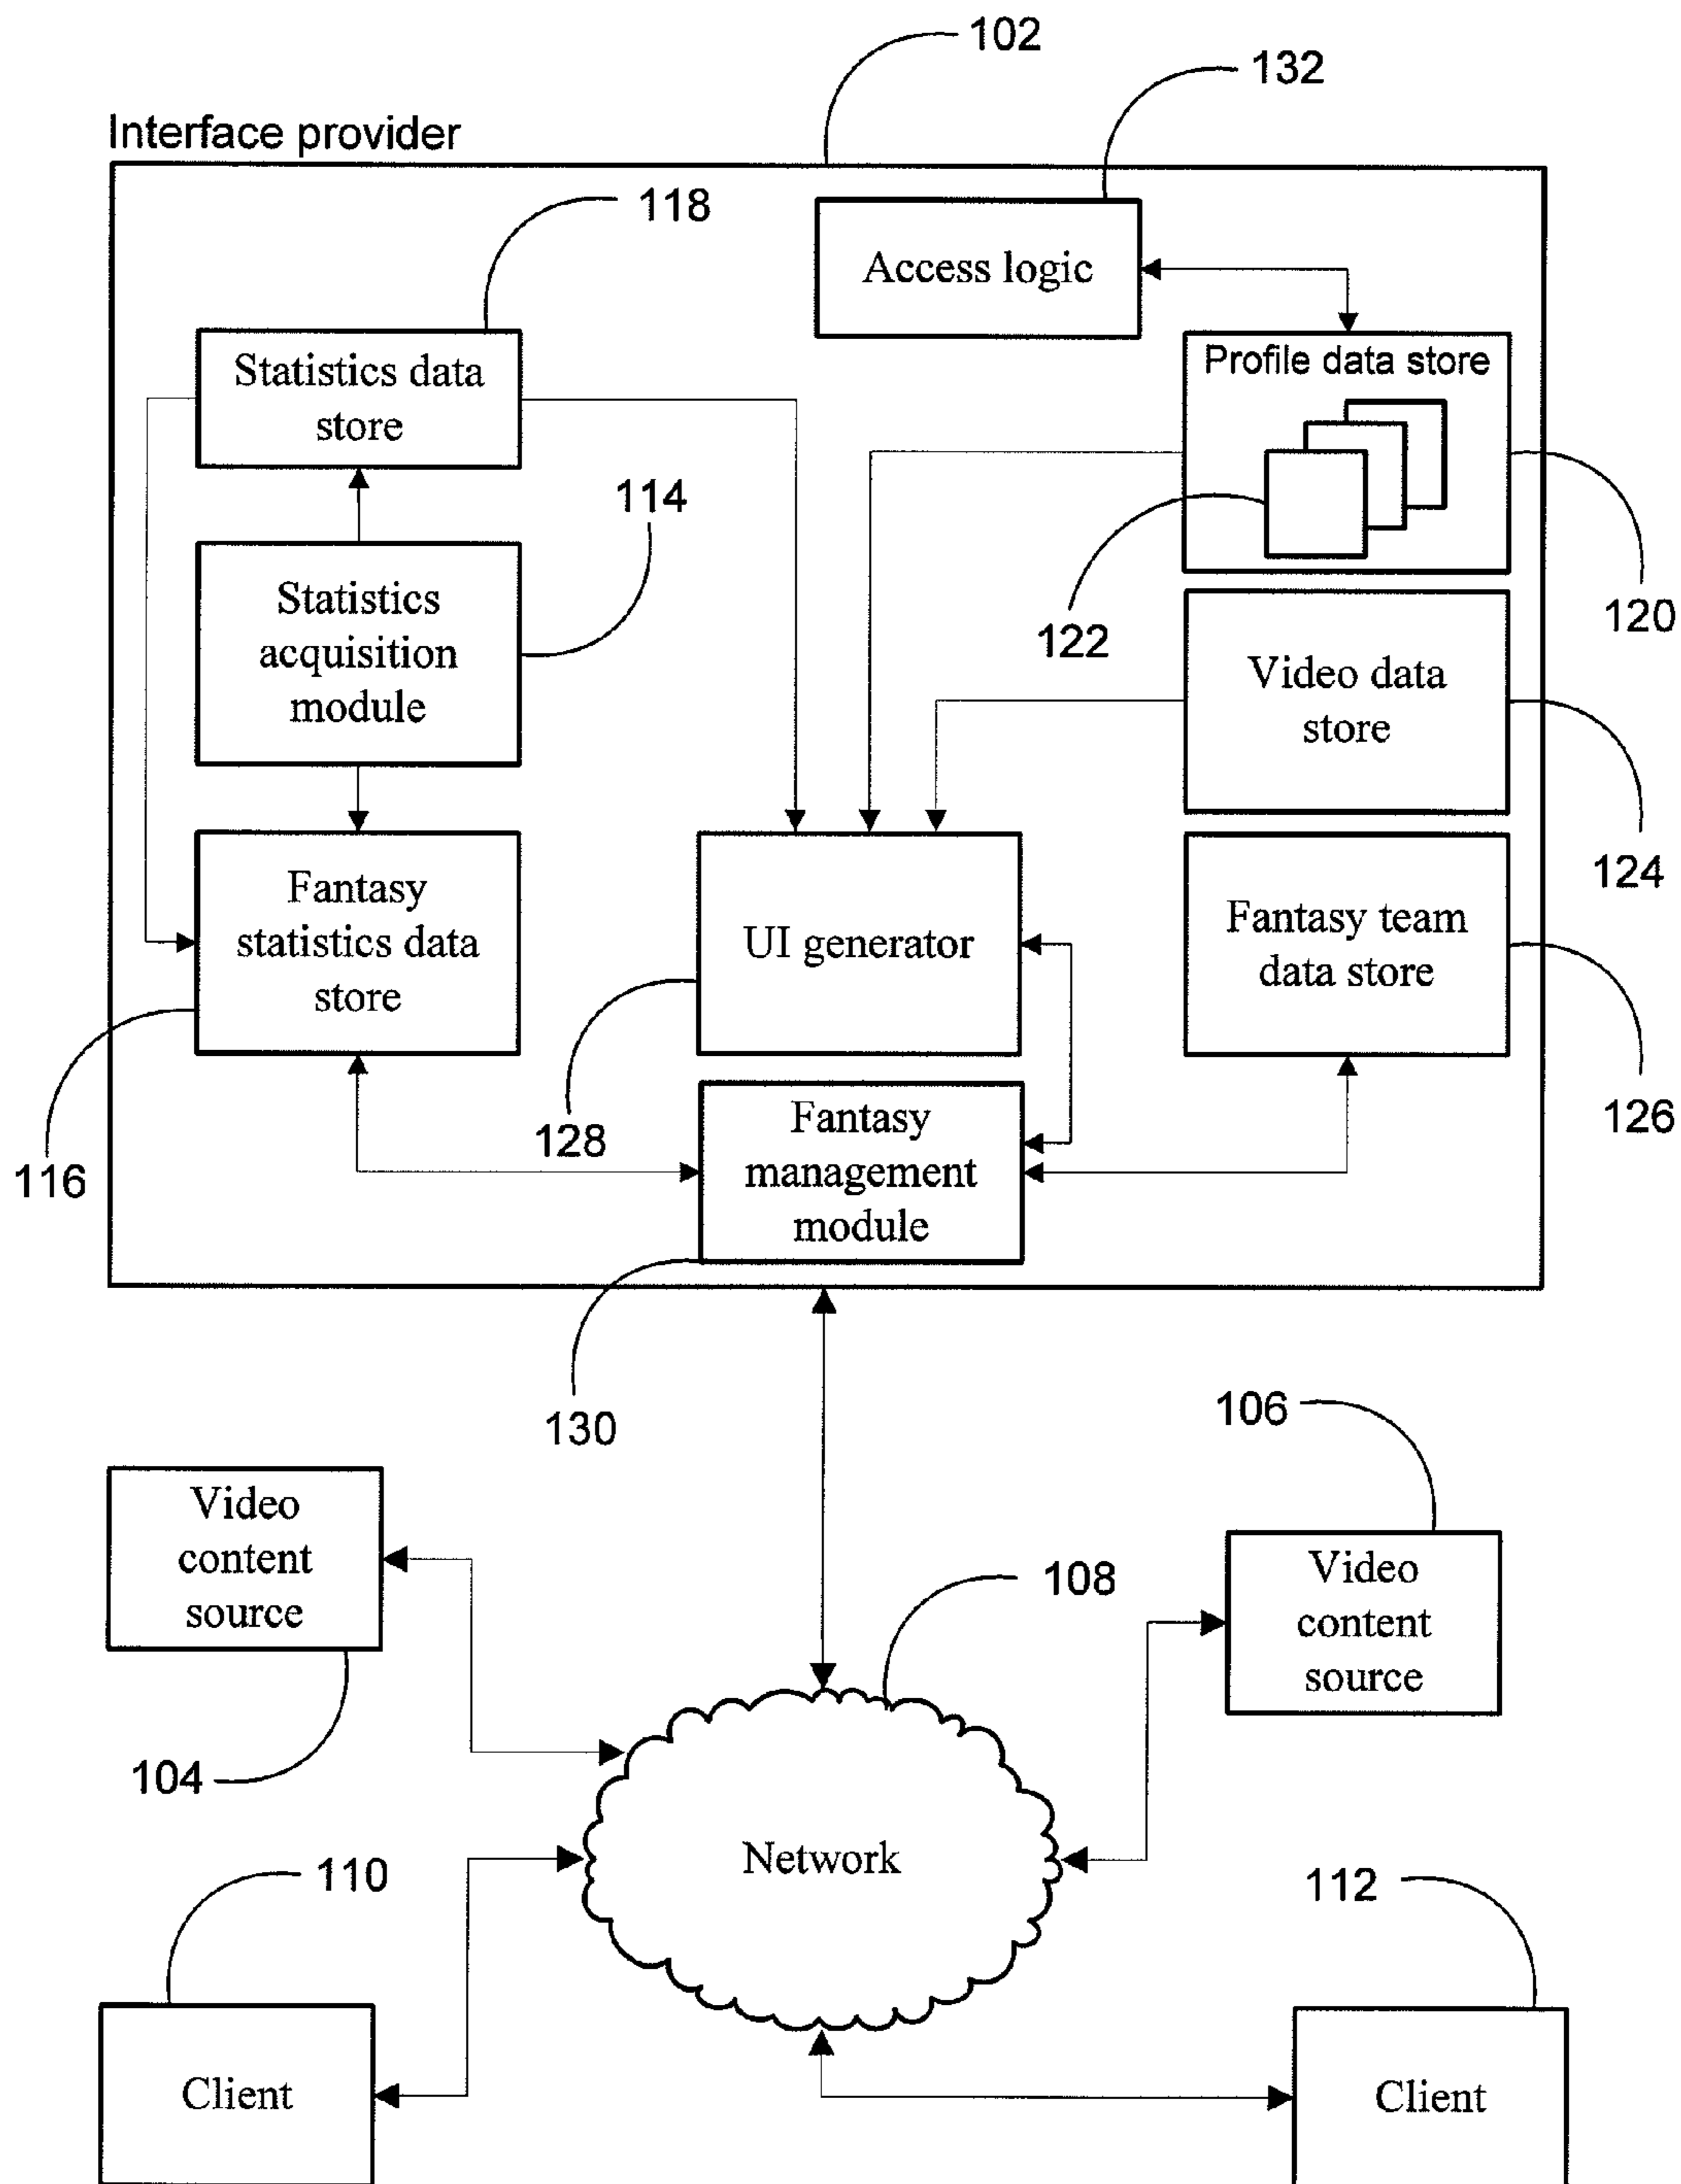 102
132
Interface provider
118
Access logic
Statistics data
store
Profile data store
114
Statistics
acquisition
module
122
120
Video data
store
124
Fantasy
statistics data
store
UI generator
Fantasy team
data store
116
128
126
Fantasy
management
module
130
106
Video
content
source
108
Video
content
source
104
Network
110
112
Client
Client